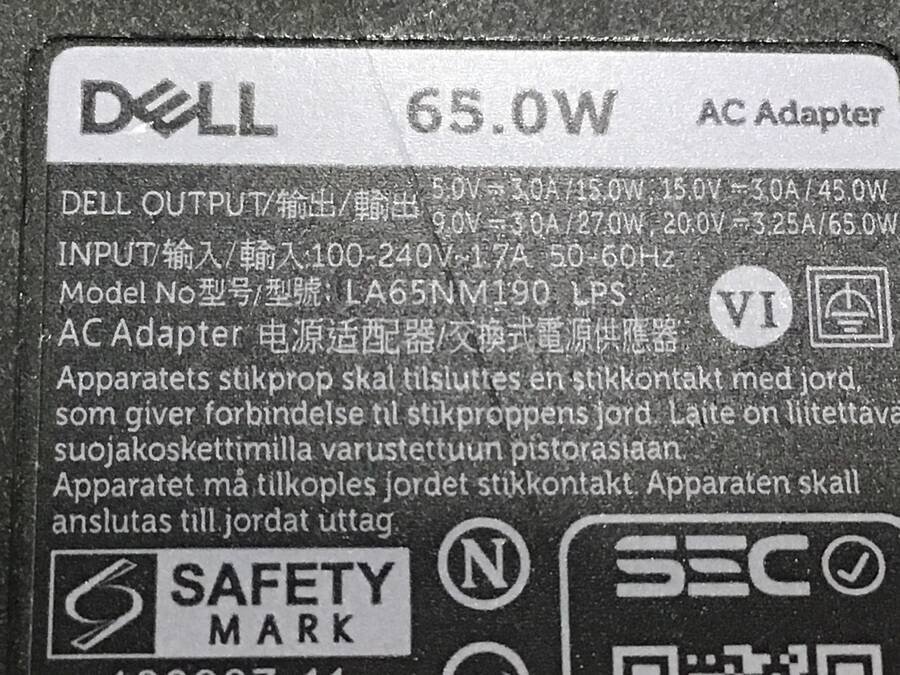 DELL 65.0W AC Adapter
DELL OUTPUT/输出/輸出 5.0V⎓3.0A/15.0W, 15.0V⎓3.0A/45.0W
9.0V⎓3.0A/27.0W, 20.0V⎓3.25A/65.0W
INPUT/输入/輸入:100-240V~1.7A 50-60Hz
Model No型号/型號: LA65NM190 LPS
VI
AC Adapter 电源适配器/交換式電源供應器
Apparatets stikprop skal tilsluttes en stikkontakt med jord,
som giver forbindelse til stikproppens jord. Laite on liitettävä
suojakoskettimilla varustettuun pistorasiaan.
Apparatet må tilkoples jordet stikkontakt. Apparaten skall
anslutas till jordat uttag.
S SAFETY MARK
N
SEC